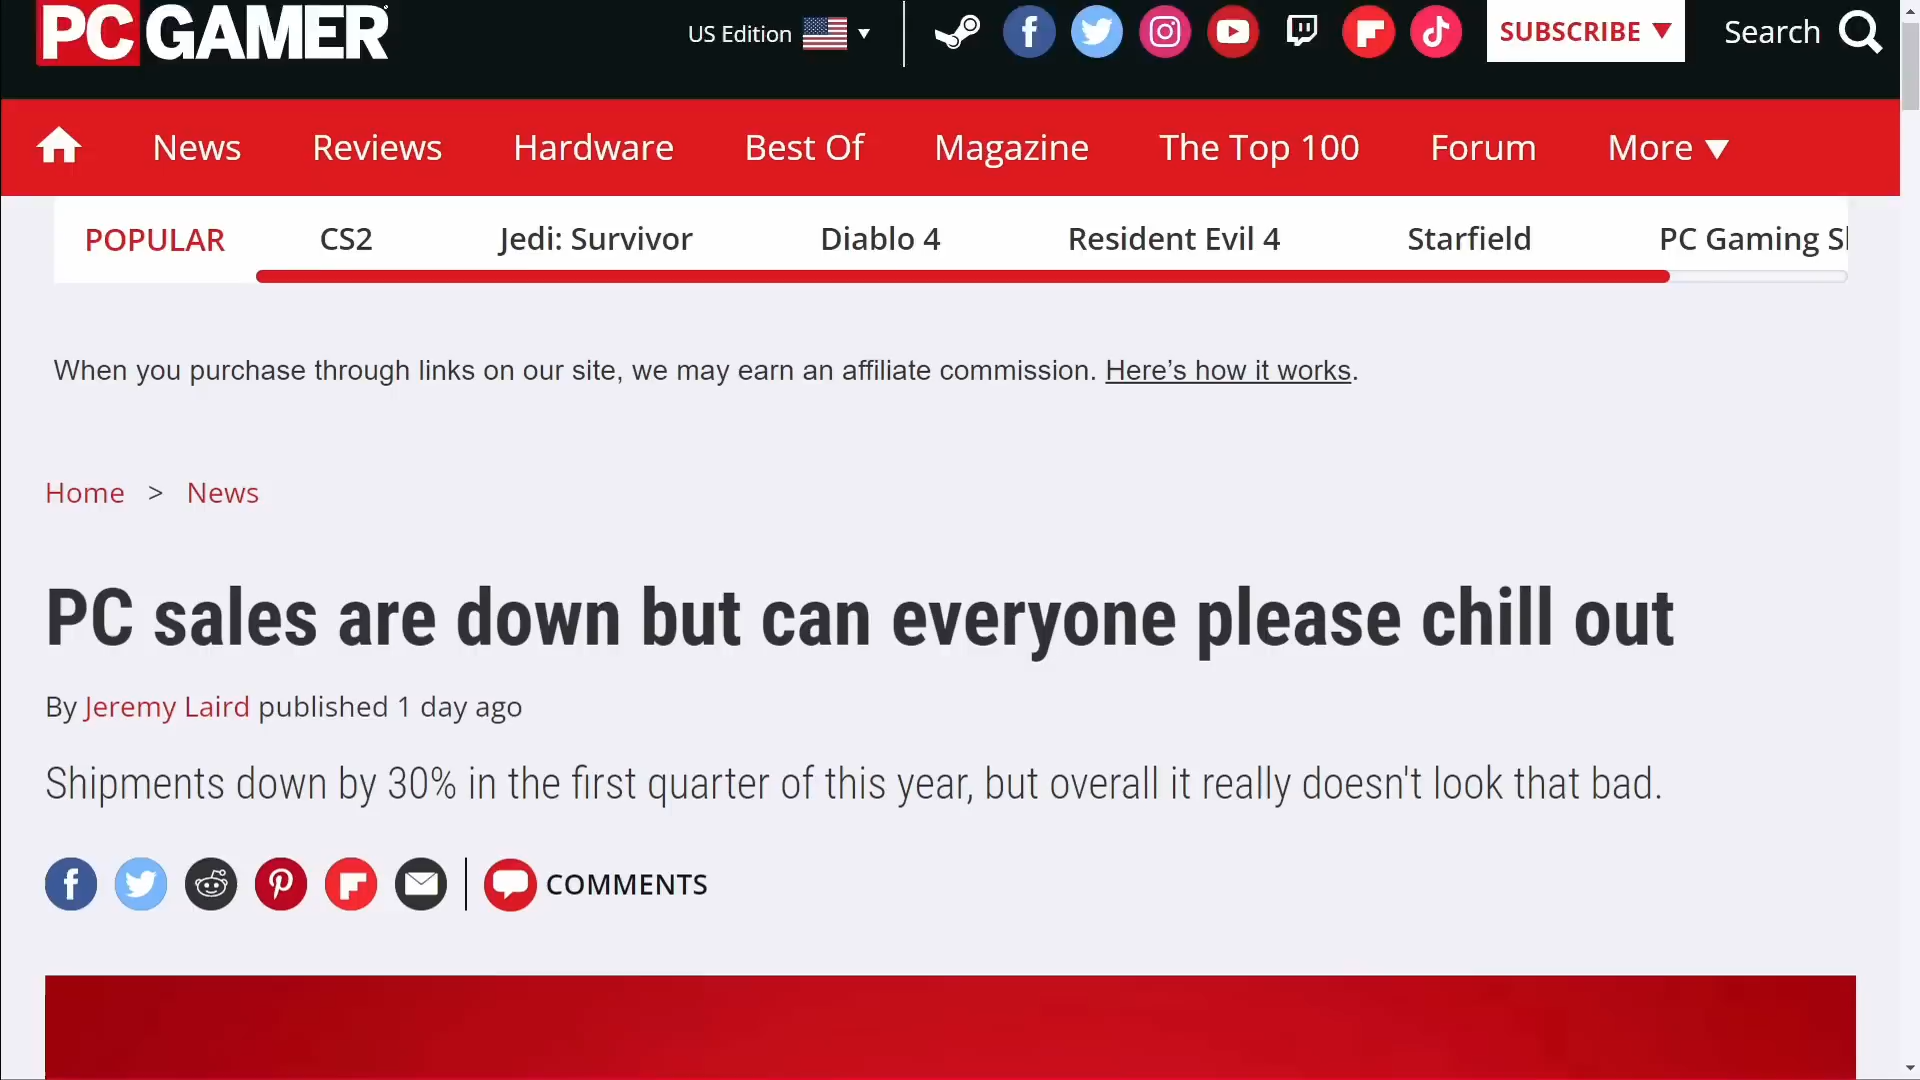 PC GAMER
US Edition
SUBSCRIBE
Search
News Reviews Hardware Best Of Magazine The Top 100 Forum More
POPULAR CS2 Jedi: Survivor Diablo 4 Resident Evil 4 Starfield PC Gaming
When you purchase through links on our site, we may earn an affiliate commission. Here’s how it works.
Home > News
PC sales are down but can everyone please chill out
By Jeremy Laird published 1 day ago
Shipments down by 30% in the first quarter of this year, but overall it really doesn't look that bad.
COMMENTS